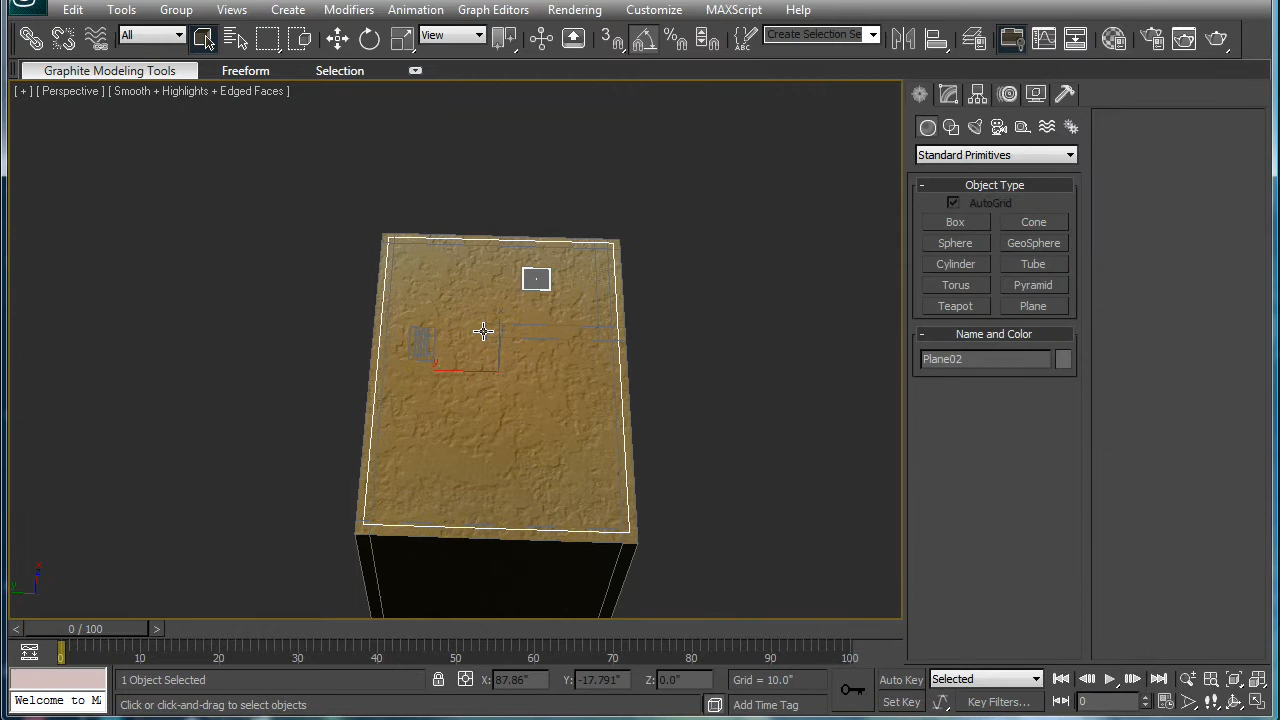 Edit Tools Group Views Create Modifiers Animation Graph Editors Rendering Customize MAXScript Help
All View Create Selection Se
Graphite Modeling Tools Freeform Selection
[ + ] [ Perspective ] [ Smooth + Highlights + Edged Faces ]
Standard Primitives
- Object Type
AutoGrid
Box Cone
Sphere GeoSphere
Cylinder Tube
Torus Pyramid
Teapot Plane
- Name and Color
Plane02
< 0 / 100 >
0 10 20 30 40 50 60 70 80 90 100
1 Object Selected X: 87.86" Y: -17.791" Z: 0.0" Grid = 10.0" Auto Key Selected
Welcome to M Click or click-and-drag to select objects Add Time Tag Set Key Key Filters... 0